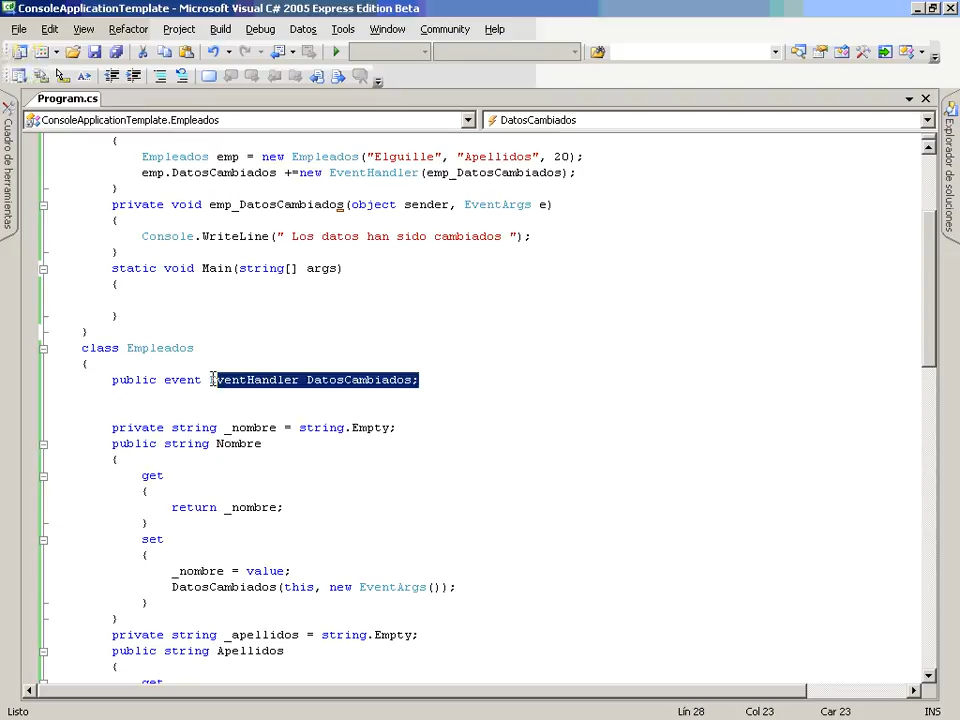 ConsoleApplicationTemplate - Microsoft Visual C# 2005 Express Edition Beta
File Edit View Refactor Project Build Debug Datos Tools Window Community Help
Program.cs
ConsoleApplicationTemplate.Empleados
DatosCambiados
Cuadro de herramientas
Explorador de soluciones
{
Empleados emp = new Empleados("Elguille", "Apellidos", 20);
emp.DatosCambiados +=new EventHandler(emp_DatosCambiados);
}
private void emp_DatosCambiados(object sender, EventArgs e)
{
Console.WriteLine(" Los datos han sido cambiados ");
}
static void Main(string[] args)
{
}
}
class Empleados
{
public event EventHandler DatosCambiados;
private string _nombre = string.Empty;
public string Nombre
{
get
{
return _nombre;
}
set
{
_nombre = value;
DatosCambiados(this, new EventArgs());
}
}
private string _apellidos = string.Empty;
public string Apellidos
{
get
Listo
Lín 28
Col 23
Car 23
INS